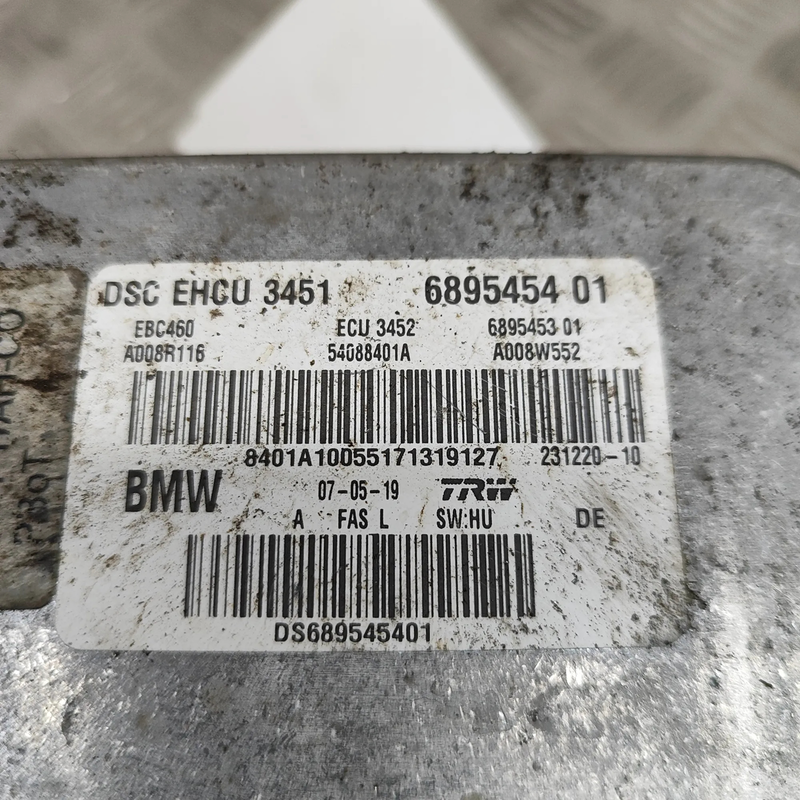 DSC EHCU 3451 6895454 01
EBC460 ECU 3452 6895453 01
A008R116 54088401A A008W552
8401A10055171319127 231220-10
BMW 07-05-19 TRW
A FAS L SW:HU DE
DS689545401